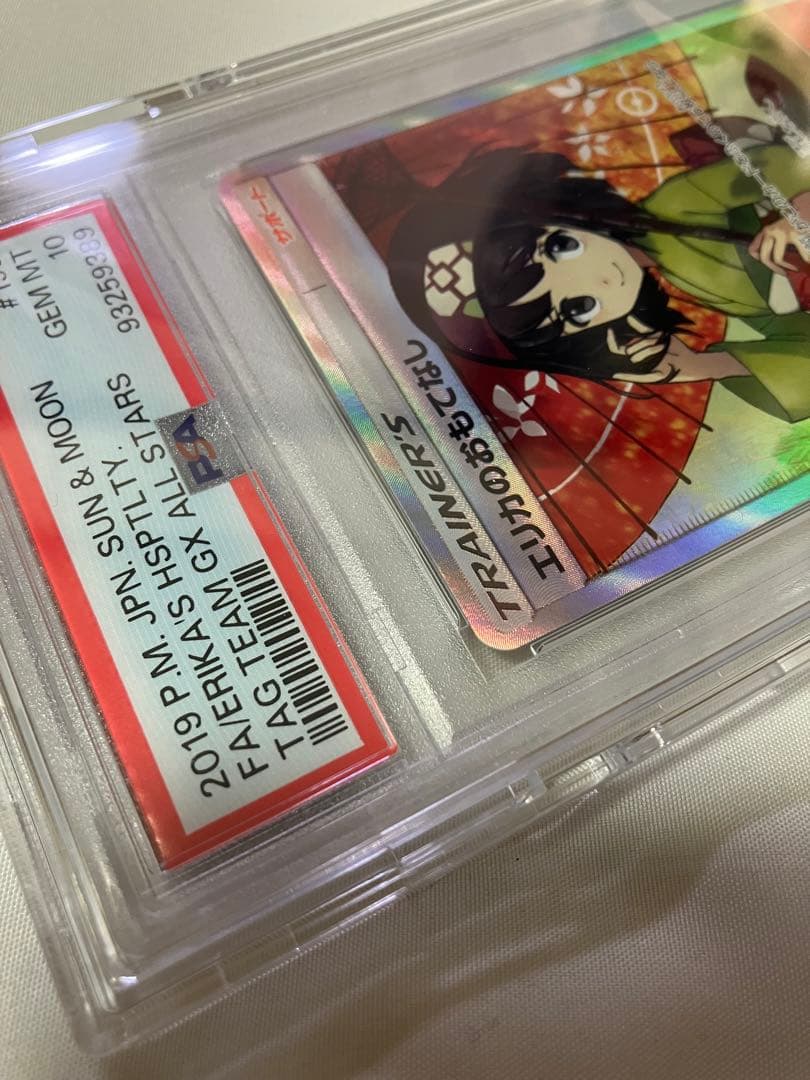 2019 P.M. JPN. SUN & MOON
FA/ERIKA'S HSPTLTY. GEM MT
TAG TEAM GX ALL STARS 10
93259389
PSA
サポート
TRAINER'S
エリカのおもてなし